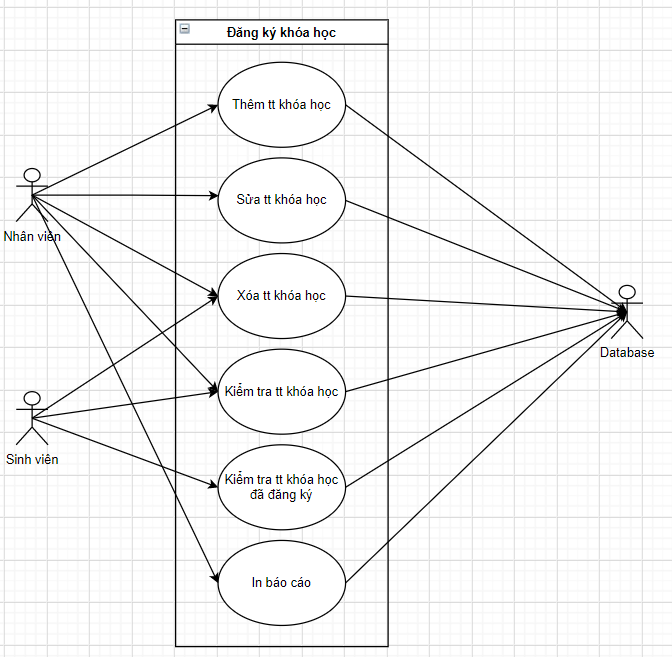 Đăng ký khóa học
Thêm tt khóa học
Sửa tt khóa học
Nhân viên
Xóa tt khóa học
Database
Kiểm tra tt khóa học
Sinh viên
Kiểm tra tt khóa học
đã đăng ký
In báo cáo